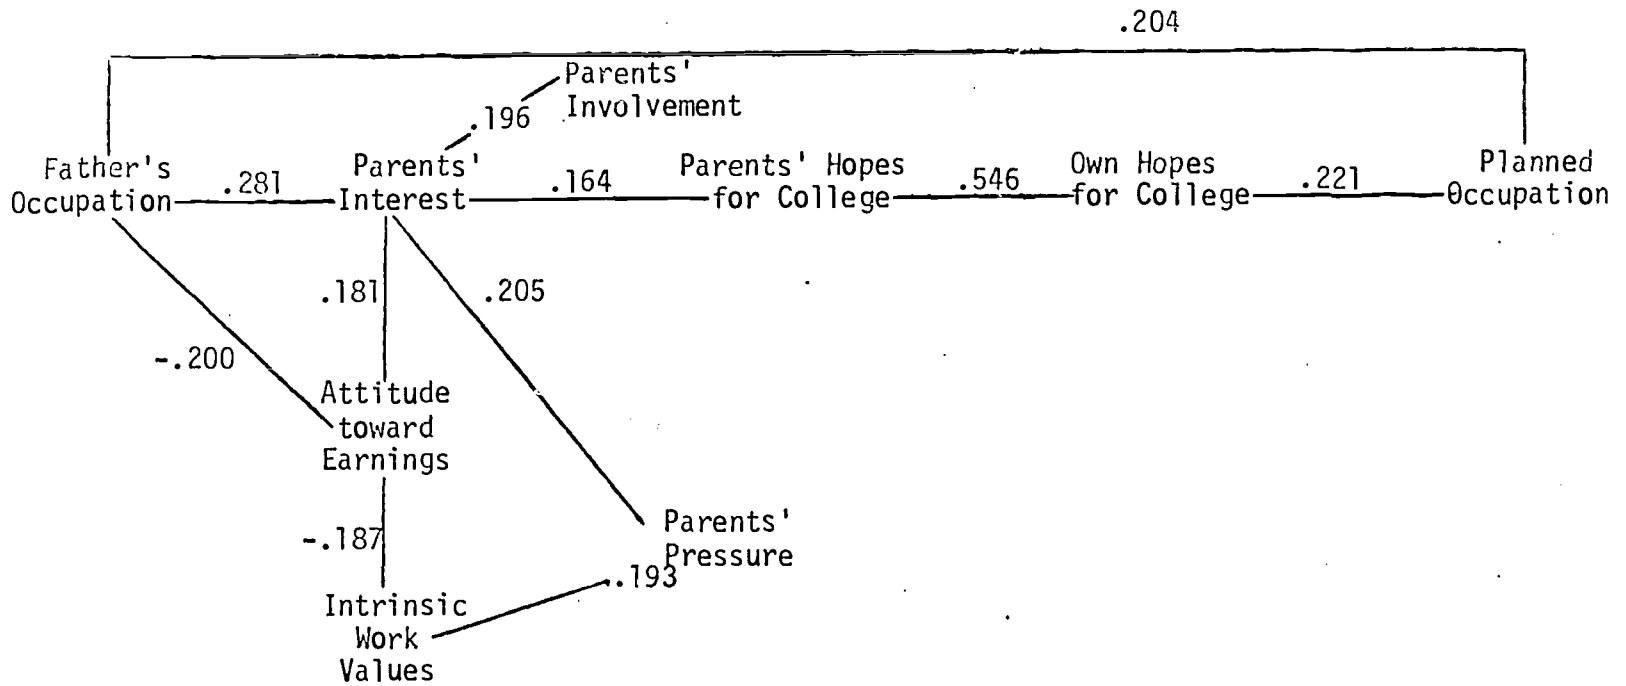 .204
Parents'
Involvement
.196
Father's
Occupation
.281
Parents'
Interest
.164
Parents' Hopes
for College
.546
Own Hopes
for College
.221
Planned
Occupation
.181
.205
-.200
Attitude
toward
Earnings
-.187
Parents'
Pressure
.193
Intrinsic
Work
Values